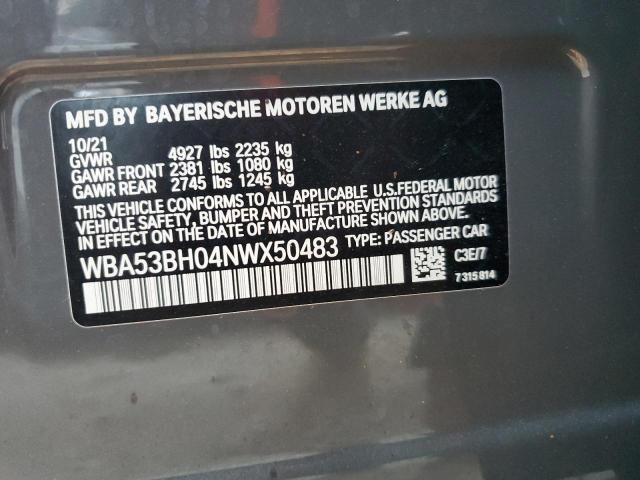 MFD BY BAYERISCHE MOTOREN WERKE AG
10/21
GVWR 4927 lbs 2235 kg
GAWR FRONT 2381 lbs 1080 kg
GAWR REAR 2745 lbs 1245 kg
THIS VEHICLE CONFORMS TO ALL APPLICABLE U.S.FEDERAL MOTOR
VEHICLE SAFETY, BUMPER, AND THEFT PREVENTION STANDARDS
IN EFFECT ON THE DATE OF MANUFACTURE SHOWN ABOVE.
WBA53BH04NWX50483 TYPE: PASSENGER CAR
C3E/7
7315814